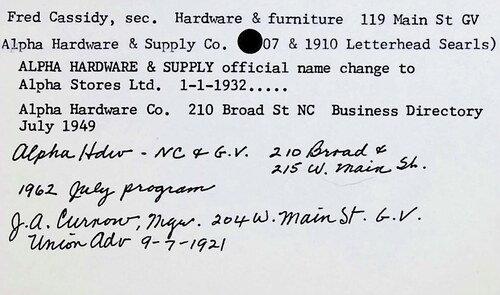 Fred Cassidy, sec. Hardware & furniture 119 Main St GV
Alpha Hardware & Supply Co. 07 & 1910 Letterhead Searls)
ALPHA HARDWARE & SUPPLY official name change to
Alpha Stores Ltd. 1-1-1932.....
Alpha Hardware Co. 210 Broad St NC Business Directory
July 1949
Alpha Hdw - NC & G.V. 210 Broad &
215 W. Main St.
1962 July program
J.A. Curnow, Mgr. 204 W. Main St. G.V.
Union Adv 9-7-1921